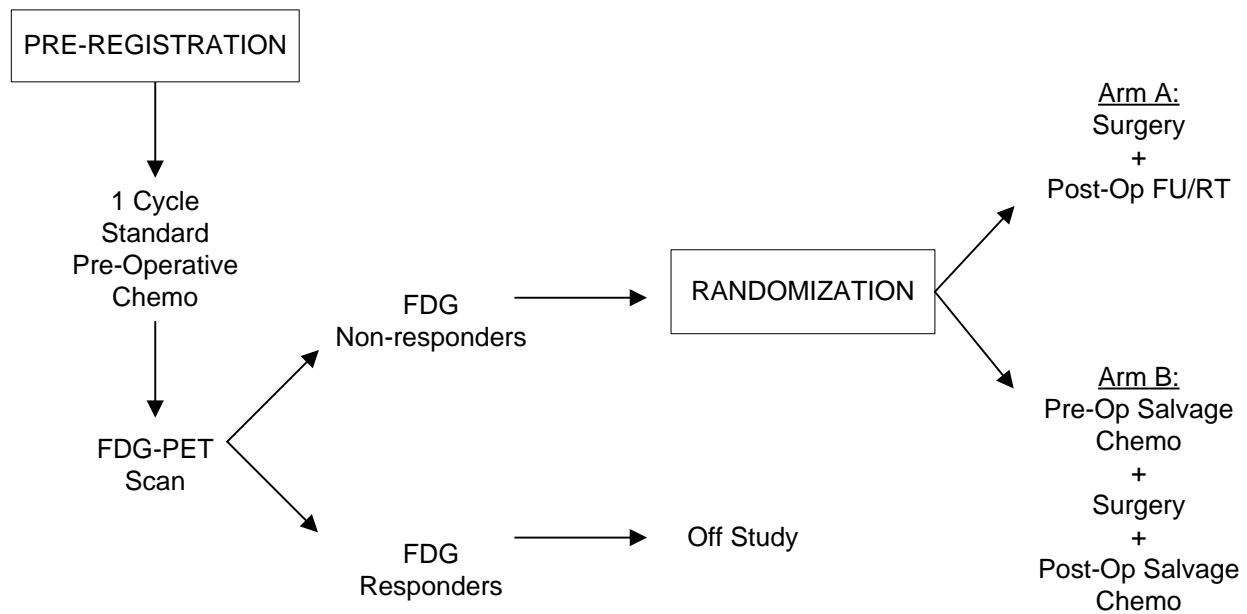 PRE-REGISTRATION
1 Cycle
Standard
Pre-Operative
Chemo
FDG-PET
Scan
FDG
Non-responders
FDG
Responders
RANDOMIZATION
Off Study
Arm A:
Surgery
+
Post-Op FU/RT
Arm B:
Pre-Op Salvage
Chemo
+
Surgery
+
Post-Op Salvage
Chemo